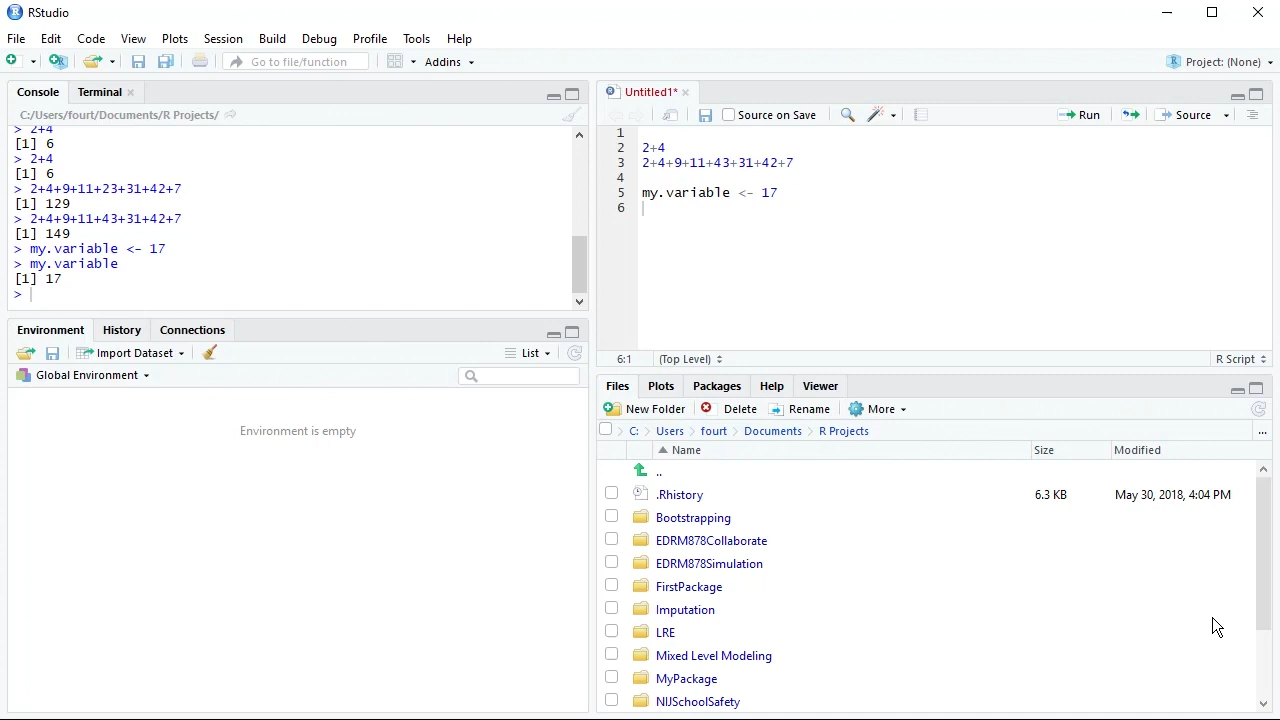 RStudio
File Edit Code View Plots Session Build Debug Profile Tools Help
Go to file/function Addins Project: (None)
Console Terminal
C:/Users/fourt/Documents/R Projects/
> 2+4
[1] 6
> 2+4
[1] 6
> 2+4+9+11+23+31+42+7
[1] 129
> 2+4+9+11+43+31+42+7
[1] 149
> my.variable <- 17
> my.variable
[1] 17
>
Environment History Connections
Import Dataset List
Global Environment
Environment is empty
Untitled1*
Source on Save Run Source
1
2 2+4
3 2+4+9+11+43+31+42+7
4
5 my.variable <- 17
6
6:1 (Top Level) R Script
Files Plots Packages Help Viewer
New Folder Delete Rename More
C: Users fourt Documents R Projects ...
Name Size Modified
..
.Rhistory 6.3 KB May 30, 2018, 4:04 PM
Bootstrapping
EDRM878Collaborate
EDRM878Simulation
FirstPackage
Imputation
LRE
Mixed Level Modeling
MyPackage
NIJSchoolSafety